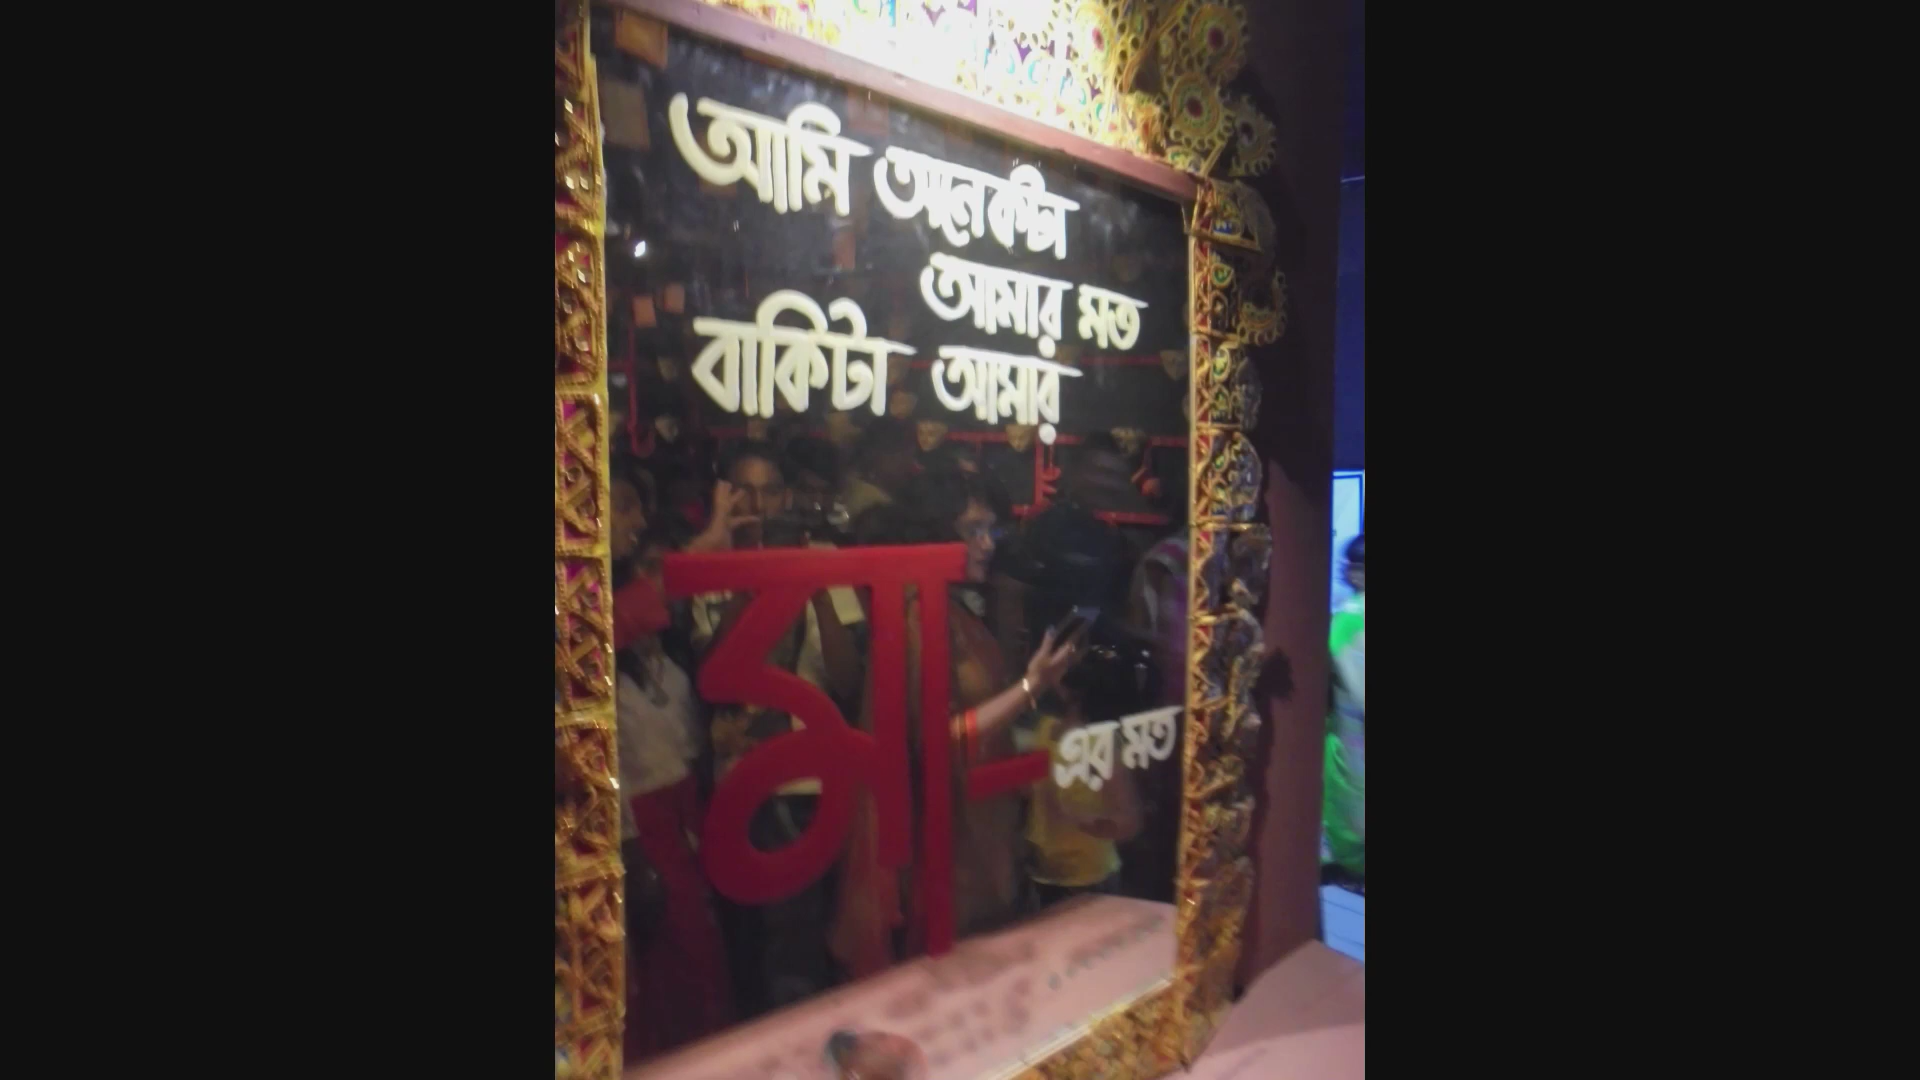 আমি অনেকটা
আমার মত
বাকিটা আমার
মা-এর মত